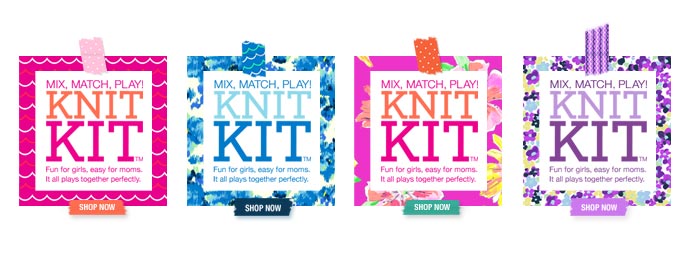 MIX, MATCH, PLAY!
KNIT
KIT™
Fun for girls, easy for moms.
It all plays together perfectly.
SHOP NOW
MIX, MATCH, PLAY!
KNIT
KIT™
Fun for girls, easy for moms.
It all plays together perfectly.
SHOP NOW
MIX, MATCH, PLAY!
KNIT
KIT™
Fun for girls, easy for moms.
It all plays together perfectly.
SHOP NOW
MIX, MATCH, PLAY!
KNIT
KIT™
Fun for girls, easy for moms.
It all plays together perfectly.
SHOP NOW